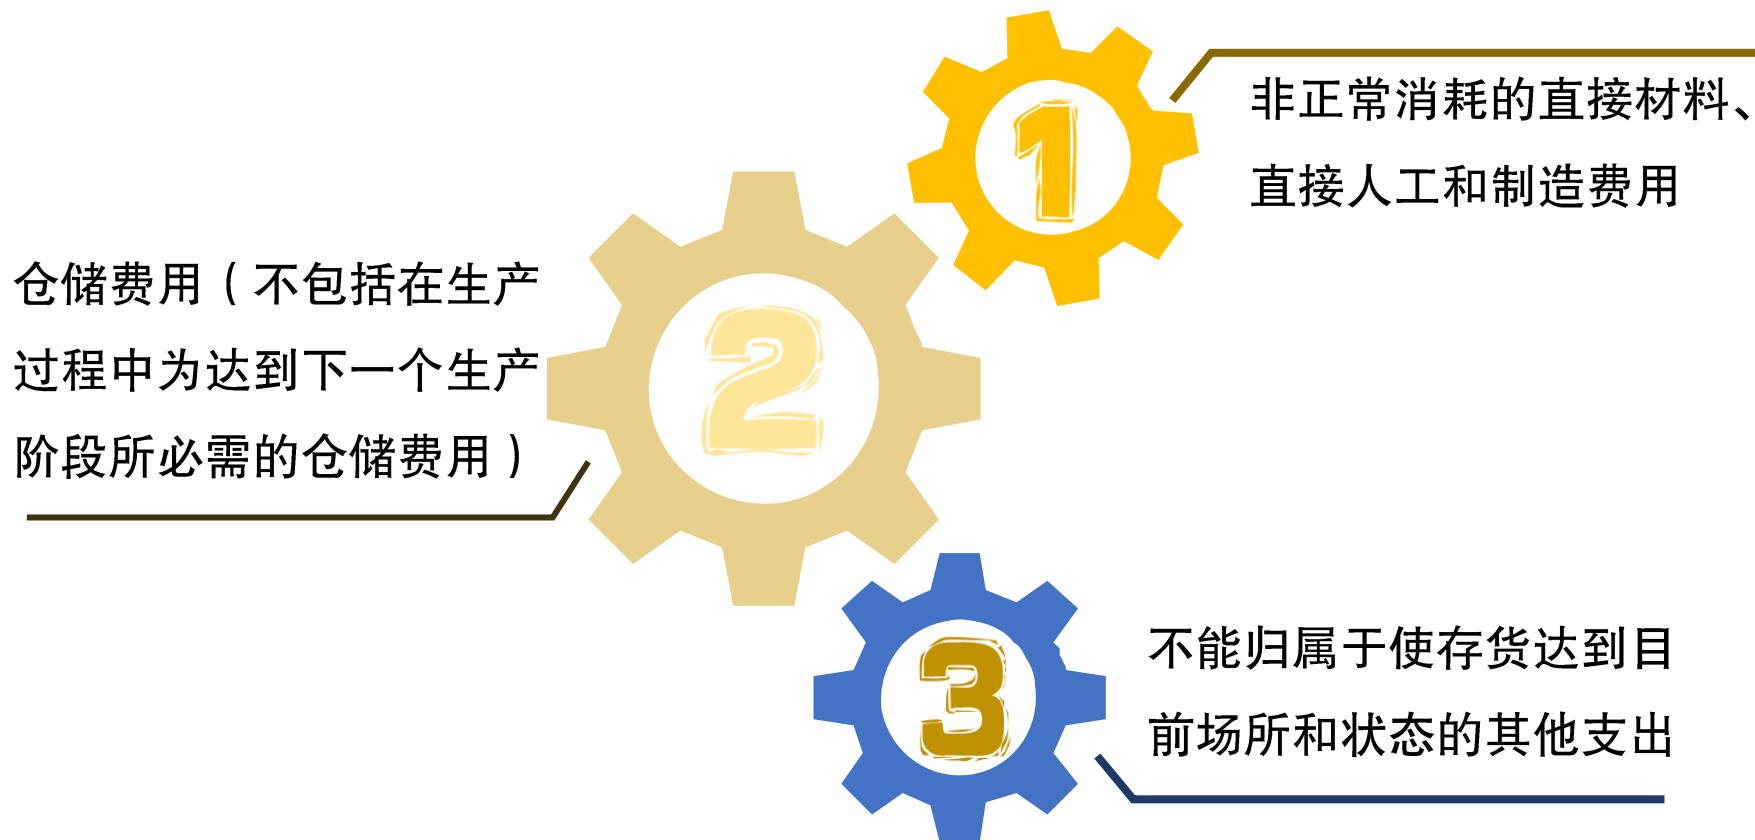 1
非正常消耗的直接材料、
直接人工和制造费用
2
仓储费用（不包括在生产
过程中为达到下一个生产
阶段所必需的仓储费用）
3
不能归属于使存货达到目
前场所和状态的其他支出